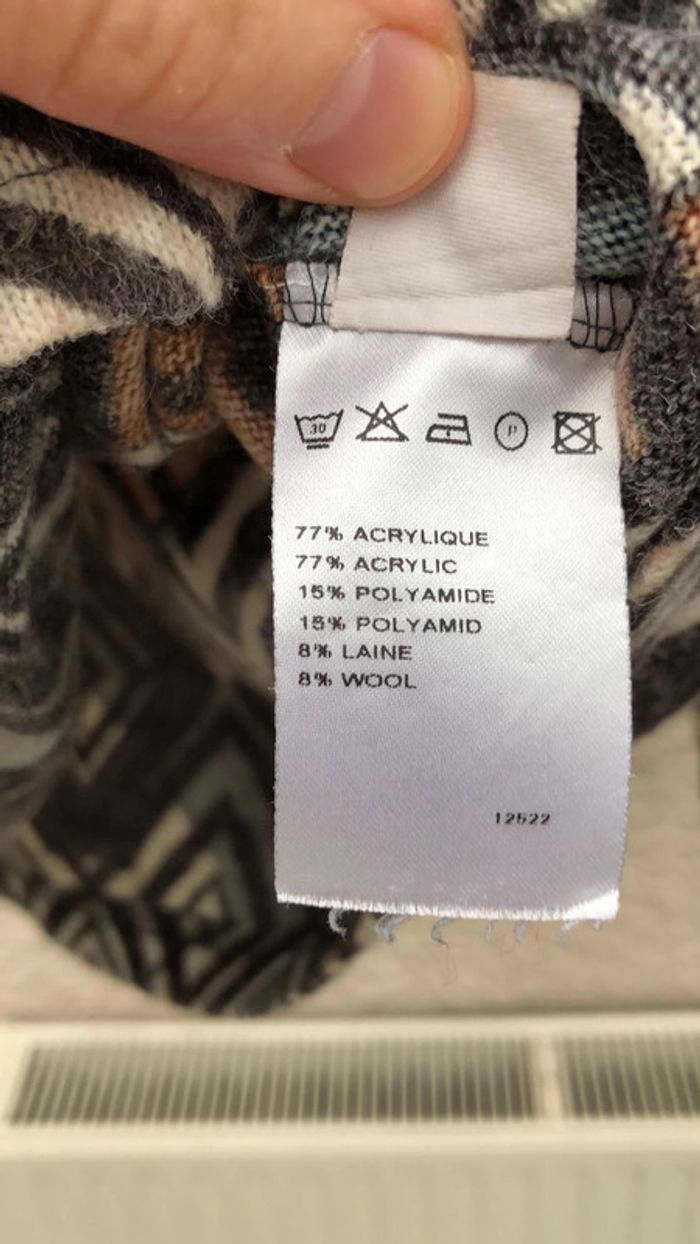 30
P
77% ACRYLIQUE
77% ACRYLIC
15% POLYAMIDE
15% POLYAMID
8% LAINE
8% WOOL
12522